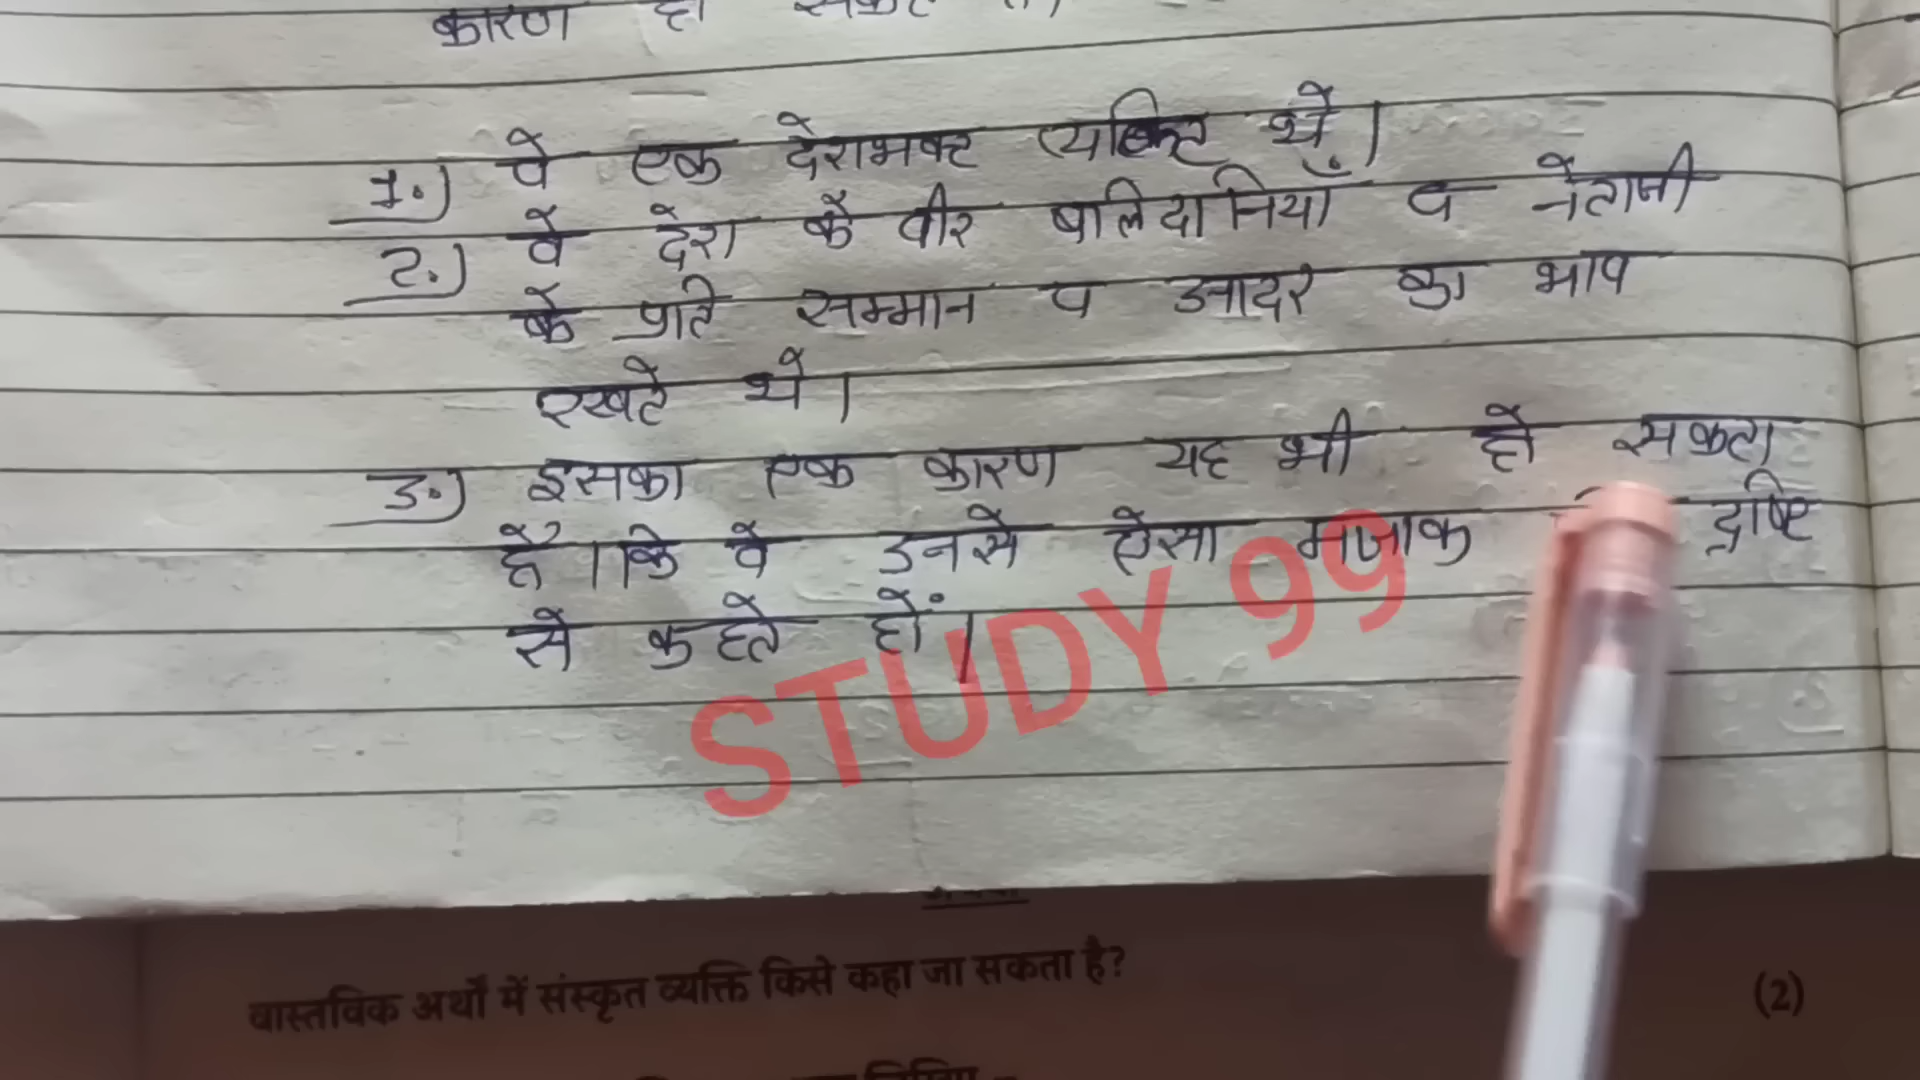 कारण हो
1.) वे एक देशभक्त व्यक्ति थे।
2.) वे देश के वीर बलिदानियों व नेताजी
के प्रति सम्मान व आदर का भाव
रखते थे।
3.) इसका एक कारण यह भी हो सकता
है । कि वे उनसे ऐसा मजाक द्रष्टि
से कहते हों।
STUDY 99
वास्तविक अर्थों में संस्कृत व्यक्ति किसे कहा जा सकता है? (2)